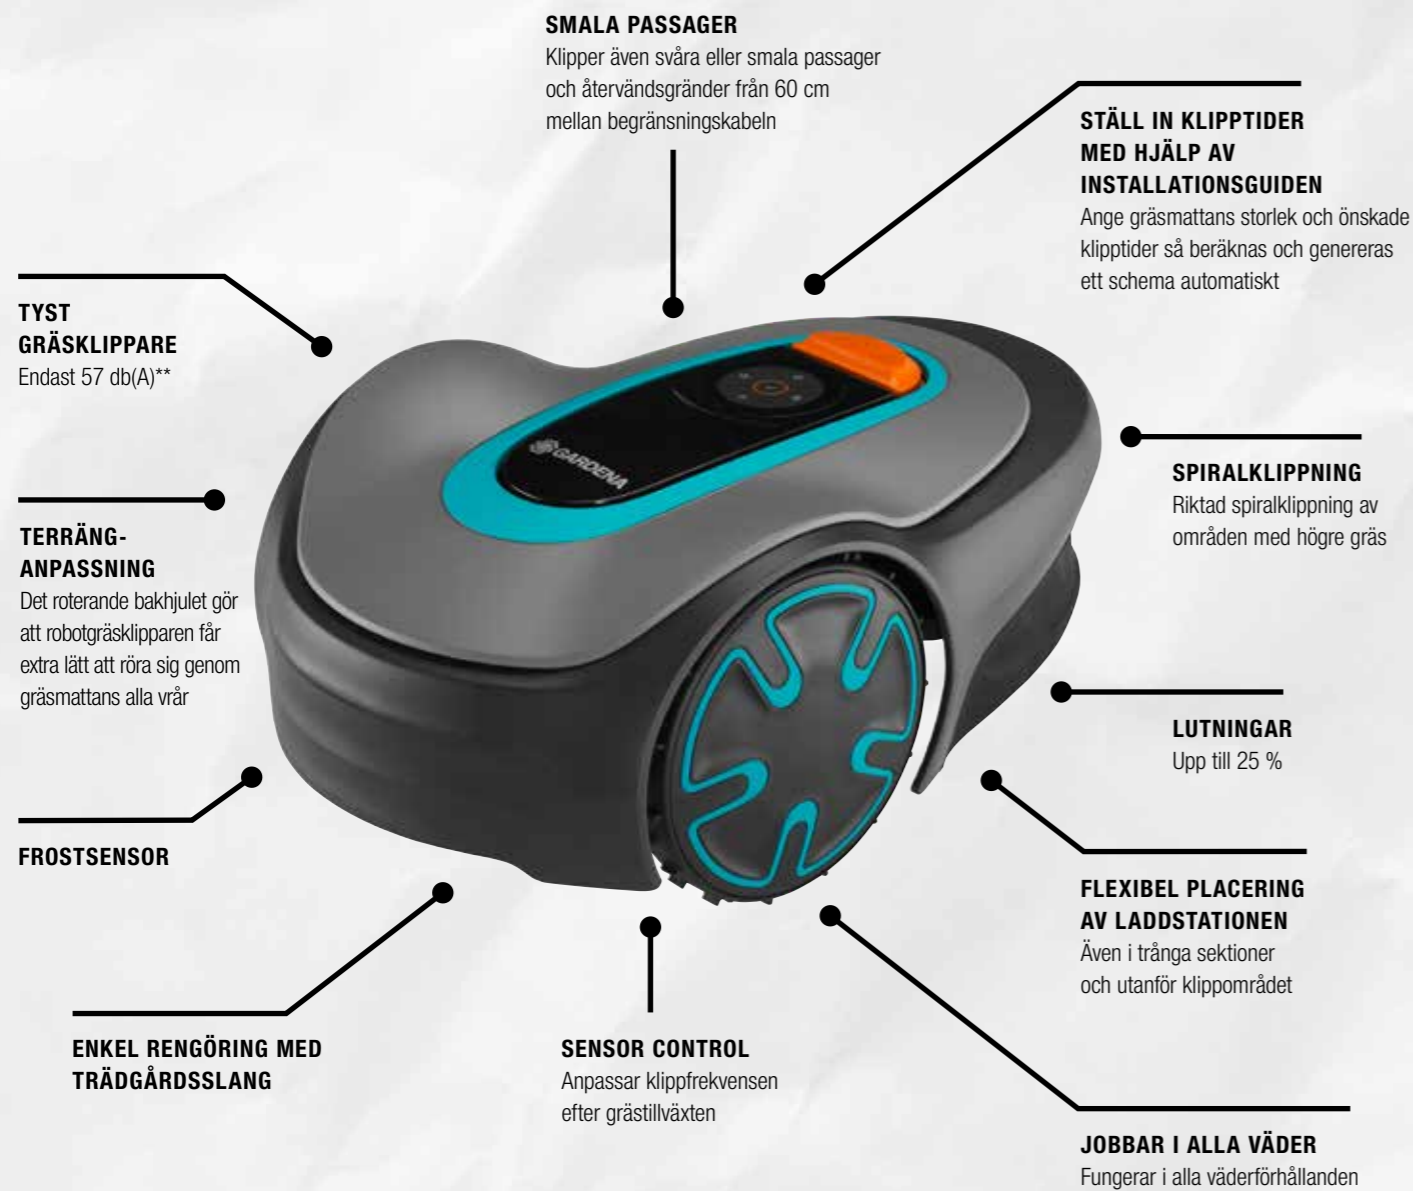 SMALA PASSAGER
Klipper även svåra eller smala passager
och återvändsgränder från 60 cm
mellan begränsningskabeln
STÄLL IN KLIPPTIDER
MED HJÄLP AV
INSTALLATIONSGUIDEN
Ange gräsmattans storlek och önskade
klipptider så beräknas och genereras
ett schema automatiskt
TYST
GRÄSKLIPPARE
Endast 57 db(A)**
GARDENA
SPIRALKLIPPNING
Riktad spiralklippning av
områden med högre gräs
TERRÄNG-
ANPASSNING
Det roterande bakhjulet gör
att robotgräsklipparen får
extra lätt att röra sig genom
gräsmattans alla vrår
LUTNINGAR
Upp till 25 %
FROSTSENSOR
FLEXIBEL PLACERING
AV LADDSTATIONEN
Även i trånga sektioner
och utanför klippområdet
ENKEL RENGÖRING MED
TRÄDGÅRDSSLANG
SENSOR CONTROL
Anpassar klippfrekvensen
efter grästillväxten
JOBBAR I ALLA VÄDER
Fungerar i alla väderförhållanden